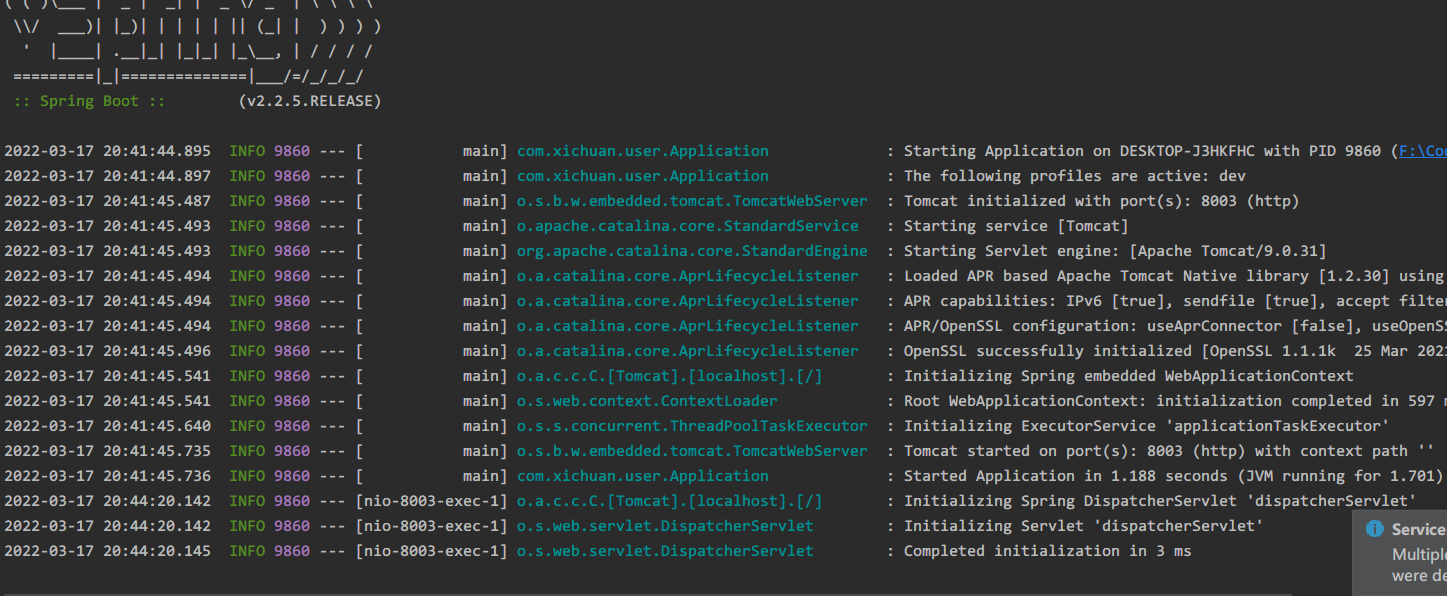 :: Spring Boot ::        (v2.2.5.RELEASE)
2022-03-17 20:41:44.895  INFO 9860 --- [           main] com.xichuan.user.Application             : Starting Application on DESKTOP-J3HKFHC with PID 9860 (F:\Co
2022-03-17 20:41:44.897  INFO 9860 --- [           main] com.xichuan.user.Application             : The following profiles are active: dev
2022-03-17 20:41:45.487  INFO 9860 --- [           main] o.s.b.w.embedded.tomcat.TomcatWebServer  : Tomcat initialized with port(s): 8003 (http)
2022-03-17 20:41:45.493  INFO 9860 --- [           main] o.apache.catalina.core.StandardService   : Starting service [Tomcat]
2022-03-17 20:41:45.493  INFO 9860 --- [           main] org.apache.catalina.core.StandardEngine  : Starting Servlet engine: [Apache Tomcat/9.0.31]
2022-03-17 20:41:45.494  INFO 9860 --- [           main] o.a.catalina.core.AprLifecycleListener   : Loaded APR based Apache Tomcat Native library [1.2.30] using
2022-03-17 20:41:45.494  INFO 9860 --- [           main] o.a.catalina.core.AprLifecycleListener   : APR capabilities: IPv6 [true], sendfile [true], accept filter
2022-03-17 20:41:45.494  INFO 9860 --- [           main] o.a.catalina.core.AprLifecycleListener   : APR/OpenSSL configuration: useAprConnector [false], useOpenSS
2022-03-17 20:41:45.496  INFO 9860 --- [           main] o.a.catalina.core.AprLifecycleListener   : OpenSSL successfully initialized [OpenSSL 1.1.1k  25 Mar 2021
2022-03-17 20:41:45.541  INFO 9860 --- [           main] o.a.c.c.C.[Tomcat].[localhost].[/]       : Initializing Spring embedded WebApplicationContext
2022-03-17 20:41:45.541  INFO 9860 --- [           main] o.s.web.context.ContextLoader            : Root WebApplicationContext: initialization completed in 597 m
2022-03-17 20:41:45.640  INFO 9860 --- [           main] o.s.s.concurrent.ThreadPoolTaskExecutor  : Initializing ExecutorService 'applicationTaskExecutor'
2022-03-17 20:41:45.735  INFO 9860 --- [           main] o.s.b.w.embedded.tomcat.TomcatWebServer  : Tomcat started on port(s): 8003 (http) with context path ''
2022-03-17 20:41:45.736  INFO 9860 --- [           main] com.xichuan.user.Application             : Started Application in 1.188 seconds (JVM running for 1.701)
2022-03-17 20:44:20.142  INFO 9860 --- [nio-8003-exec-1] o.a.c.c.C.[Tomcat].[localhost].[/]       : Initializing Spring DispatcherServlet 'dispatcherServlet'
2022-03-17 20:44:20.142  INFO 9860 --- [nio-8003-exec-1] o.s.web.servlet.DispatcherServlet        : Initializing Servlet 'dispatcherServlet'
2022-03-17 20:44:20.145  INFO 9860 --- [nio-8003-exec-1] o.s.web.servlet.DispatcherServlet        : Completed initialization in 3 ms
Service
Multiple
were de